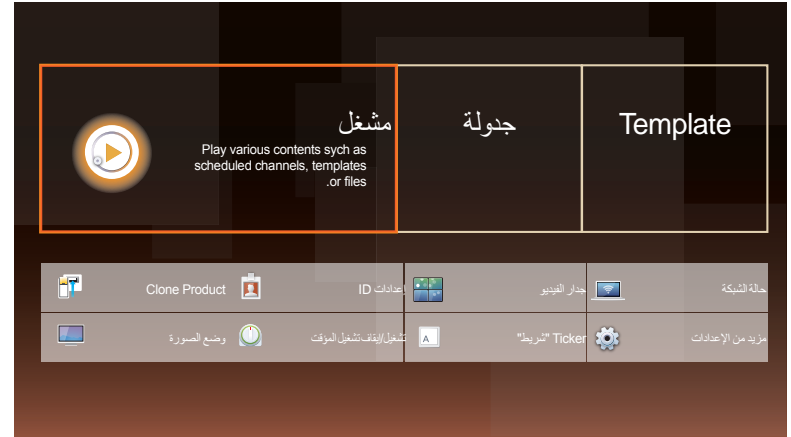 مشغل
Play various contents sych as
scheduled channels, templates
.or files
جدولة
Template
Clone Product
إعدادات ID
جدار الفيديو
حالة الشبكة
وضع الصورة
تشغيل/إيقاف تشغيل المؤقت
Ticker "شريط"
مزيد من الإعدادات
A